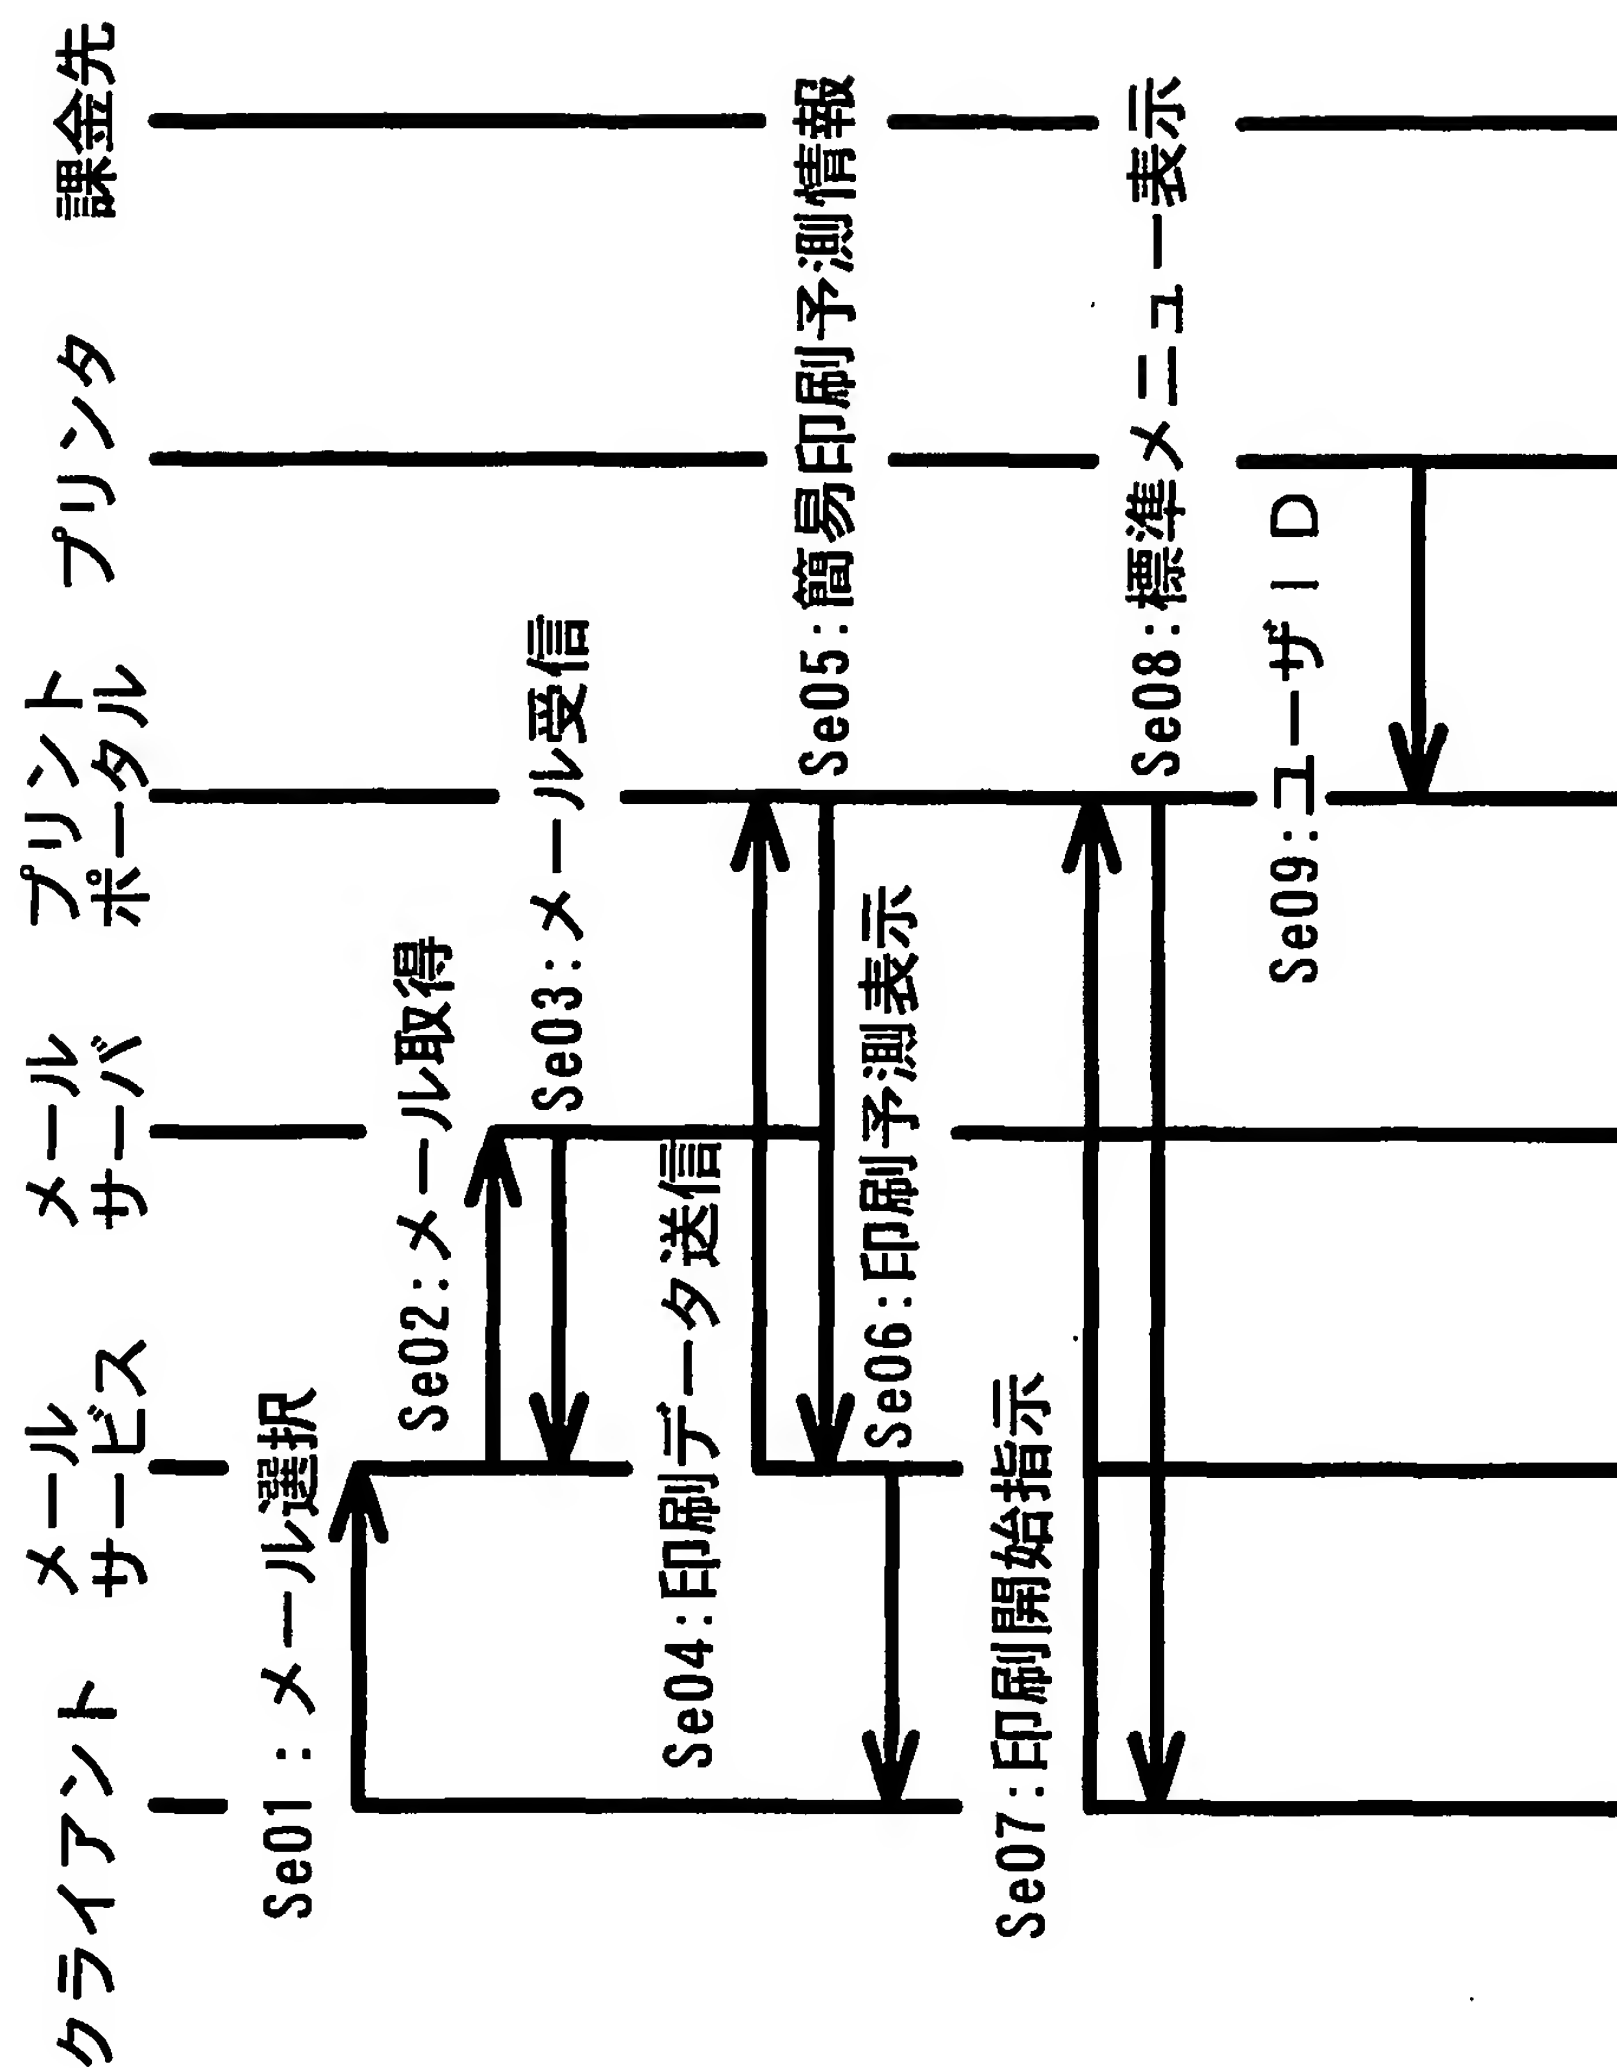 クライアント
メール
サービス
メール
サーバ
プリント
ポータル
プリンタ
課金先
Se01 : メール選択
Se02:メール取得
Se03:メール受信
Se04:印刷データ送信
Se05:簡易印刷予測情報
Se06:印刷予測表示
Se07:印刷開始指示
Se08:標準メニュー表示
Se09:ユーザＩＤ